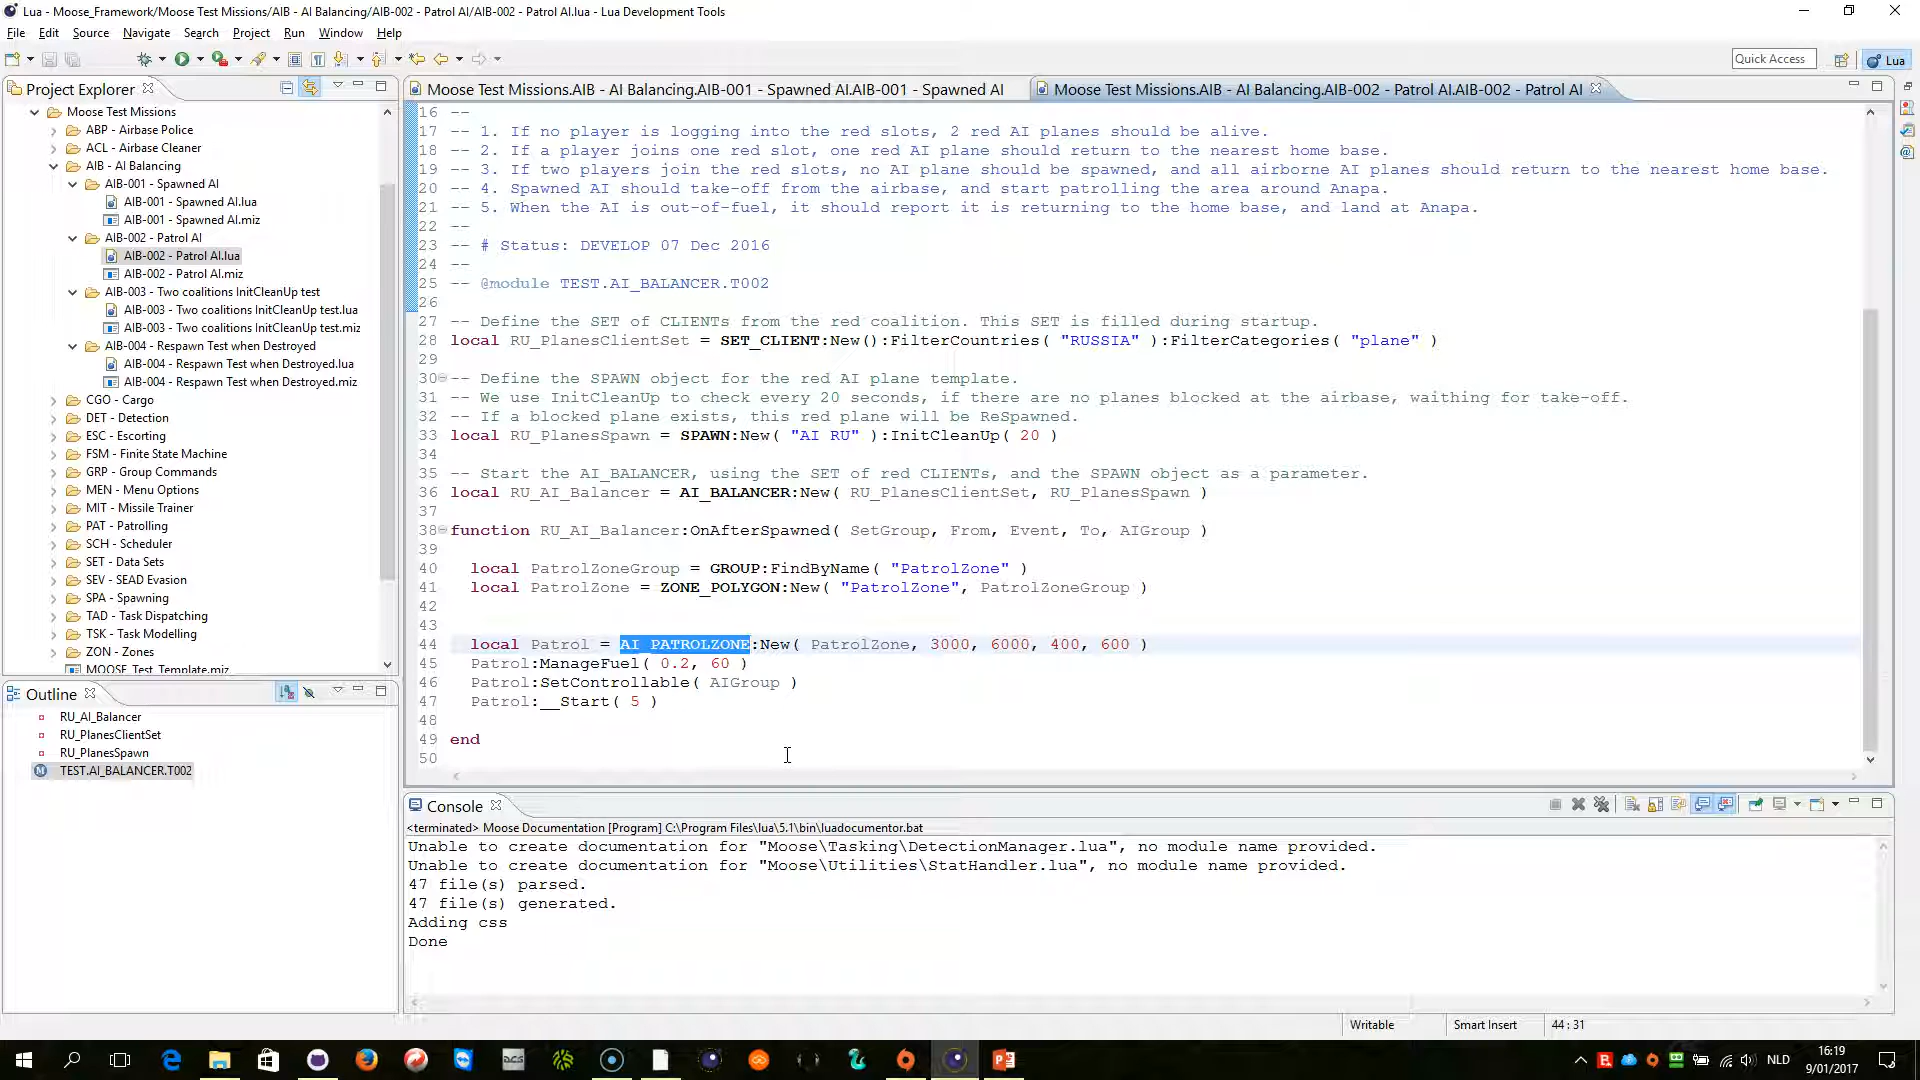 Lua - Moose_Framework/Moose Test Missions/AIB - AI Balancing/AIB-002 - Patrol AI/AIB-002 - Patrol AI.lua - Lua Development Tools
File Edit Source Navigate Search Project Run Window Help
Quick Access
Lua
Project Explorer
Moose Test Missions
ABP - Airbase Police
ACL - Airbase Cleaner
AIB - AI Balancing
AIB-001 - Spawned AI
AIB-001 - Spawned AI.lua
AIB-001 - Spawned AI.miz
AIB-002 - Patrol AI
AIB-002 - Patrol AI.lua
AIB-002 - Patrol AI.miz
AIB-003 - Two coalitions InitCleanUp test
AIB-003 - Two coalitions InitCleanUp test.lua
AIB-003 - Two coalitions InitCleanUp test.miz
AIB-004 - Respawn Test when Destroyed
AIB-004 - Respawn Test when Destroyed.lua
AIB-004 - Respawn Test when Destroyed.miz
CGO - Cargo
DET - Detection
ESC - Escorting
FSM - Finite State Machine
GRP - Group Commands
MEN - Menu Options
MIT - Missile Trainer
PAT - Patrolling
SCH - Scheduler
SET - Data Sets
SEV - SEAD Evasion
SPA - Spawning
TAD - Task Dispatching
TSK - Task Modelling
ZON - Zones
MOOSE_Test_Template.miz
Outline
RU_AI_Balancer
RU_PlanesClientSet
RU_PlanesSpawn
TEST.AI_BALANCER.T002
Moose Test Missions.AIB - AI Balancing.AIB-001 - Spawned AI.AIB-001 - Spawned AI
Moose Test Missions.AIB - AI Balancing.AIB-002 - Patrol AI.AIB-002 - Patrol AI
16 --
17 -- 1. If no player is logging into the red slots, 2 red AI planes should be alive.
18 -- 2. If a player joins one red slot, one red AI plane should return to the nearest home base.
19 -- 3. If two players join the red slots, no AI plane should be spawned, and all airborne AI planes should return to the nearest home base.
20 -- 4. Spawned AI should take-off from the airbase, and start patrolling the area around Anapa.
21 -- 5. When the AI is out-of-fuel, it should report it is returning to the home base, and land at Anapa.
22 --
23 -- # Status: DEVELOP 07 Dec 2016
24 --
25 -- @module TEST.AI_BALANCER.T002
26
27 -- Define the SET of CLIENTs from the red coalition. This SET is filled during startup.
28 local RU_PlanesClientSet = SET_CLIENT:New():FilterCountries( "RUSSIA" ):FilterCategories( "plane" )
29
30 -- Define the SPAWN object for the red AI plane template.
31 -- We use InitCleanUp to check every 20 seconds, if there are no planes blocked at the airbase, waithing for take-off.
32 -- If a blocked plane exists, this red plane will be ReSpawned.
33 local RU_PlanesSpawn = SPAWN:New( "AI RU" ):InitCleanUp( 20 )
34
35 -- Start the AI_BALANCER, using the SET of red CLIENTs, and the SPAWN object as a parameter.
36 local RU_AI_Balancer = AI_BALANCER:New( RU_PlanesClientSet, RU_PlanesSpawn )
37
38 function RU_AI_Balancer:OnAfterSpawned( SetGroup, From, Event, To, AIGroup )
39
40 local PatrolZoneGroup = GROUP:FindByName( "PatrolZone" )
41 local PatrolZone = ZONE_POLYGON:New( "PatrolZone", PatrolZoneGroup )
42
43
44 local Patrol = AI_PATROLZONE:New( PatrolZone, 3000, 6000, 400, 600 )
45 Patrol:ManageFuel( 0.2, 60 )
46 Patrol:SetControllable( AIGroup )
47 Patrol:__Start( 5 )
48
49 end
50
Console
<terminated> Moose Documentation [Program] C:\Program Files\lua\5.1\bin\luadocumentor.bat
Unable to create documentation for "Moose\Tasking\DetectionManager.lua", no module name provided.
Unable to create documentation for "Moose\Utilities\StatHandler.lua", no module name provided.
47 file(s) parsed.
47 file(s) generated.
Adding css
Done
Writable Smart Insert 44 : 31
DCS
NLD
16:19
9/01/2017